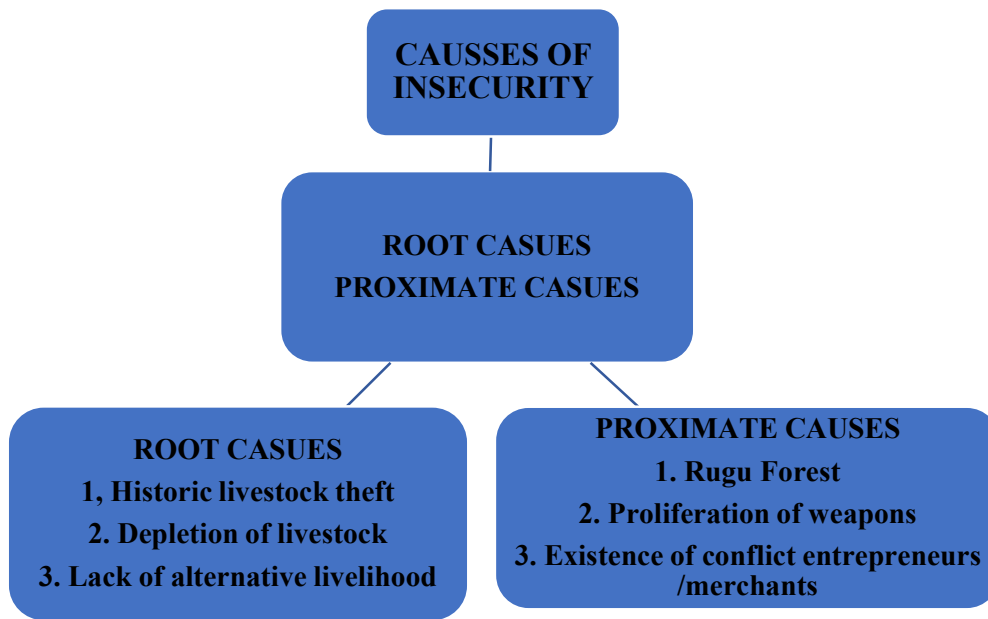 CAUSSES OF
INSECURITY
ROOT CASUES
PROXIMATE CASUES
ROOT CASUES
1, Historic livestock theft
2. Depletion of livestock
3. Lack of alternative livelihood
PROXIMATE CAUSES
1. Rugu Forest
2. Proliferation of weapons
3. Existence of conflict entrepreneurs
/merchants